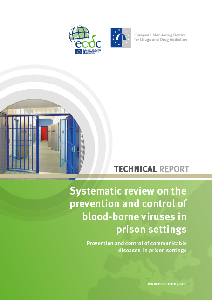 ecdc
European Monitoring Centre
for Drugs and Drug Addiction
TECHNICAL REPORT
Systematic review on the
prevention and control of
blood-borne viruses in
prison settings
Prevention and control of communicable
diseases in prison settings